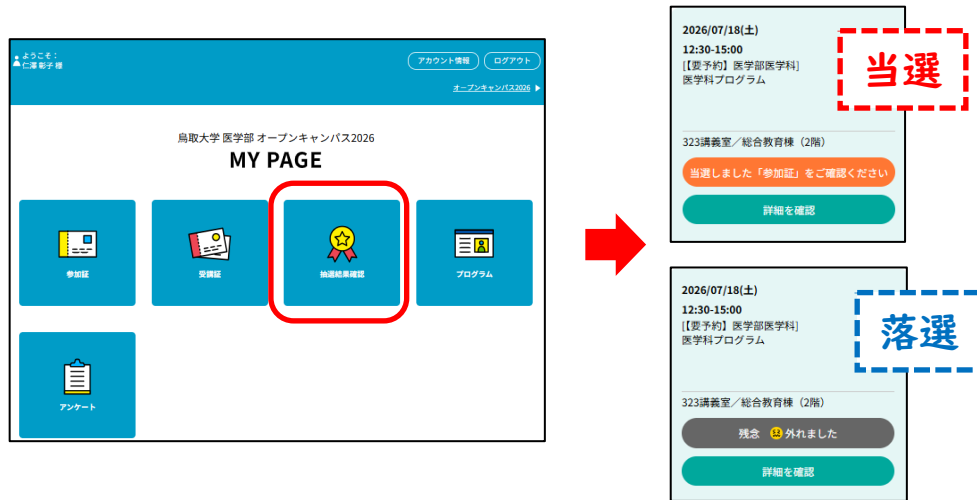 ようこそ：
仁澤 彰子 様
アカウント情報
ログアウト
オープンキャンパス2026 ▶
鳥取大学 医学部 オープンキャンパス2026
MY PAGE
参加証
受講証
抽選結果確認
プログラム
アンケート
2026/07/18(土)
12:30-15:00
[【要予約】医学部医学科]
医学科プログラム
当選
323講義室／総合教育棟（2階）
当選しました「参加証」をご確認ください
詳細を確認
2026/07/18(土)
12:30-15:00
[【要予約】医学部医学科]
医学科プログラム
落選
323講義室／総合教育棟（2階）
残念 😣外れました
詳細を確認